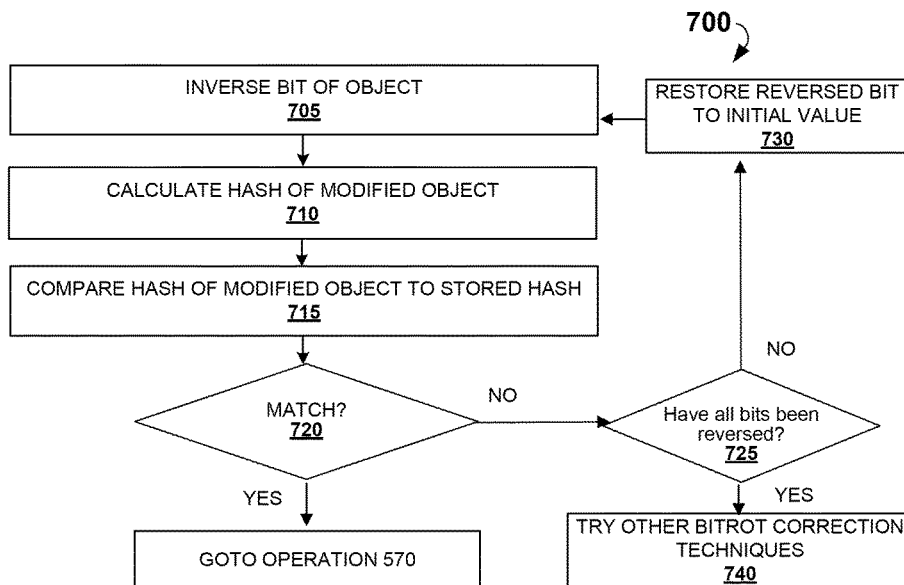 700
INVERSE BIT OF OBJECT
705
RESTORE REVERSED BIT
TO INITIAL VALUE
730
CALCULATE HASH OF MODIFIED OBJECT
710
COMPARE HASH OF MODIFIED OBJECT TO STORED HASH
715
NO
MATCH?
720
NO
Have all bits been
reversed?
725
YES
YES
GOTO OPERATION 570
TRY OTHER BITROT CORRECTION
TECHNIQUES
740